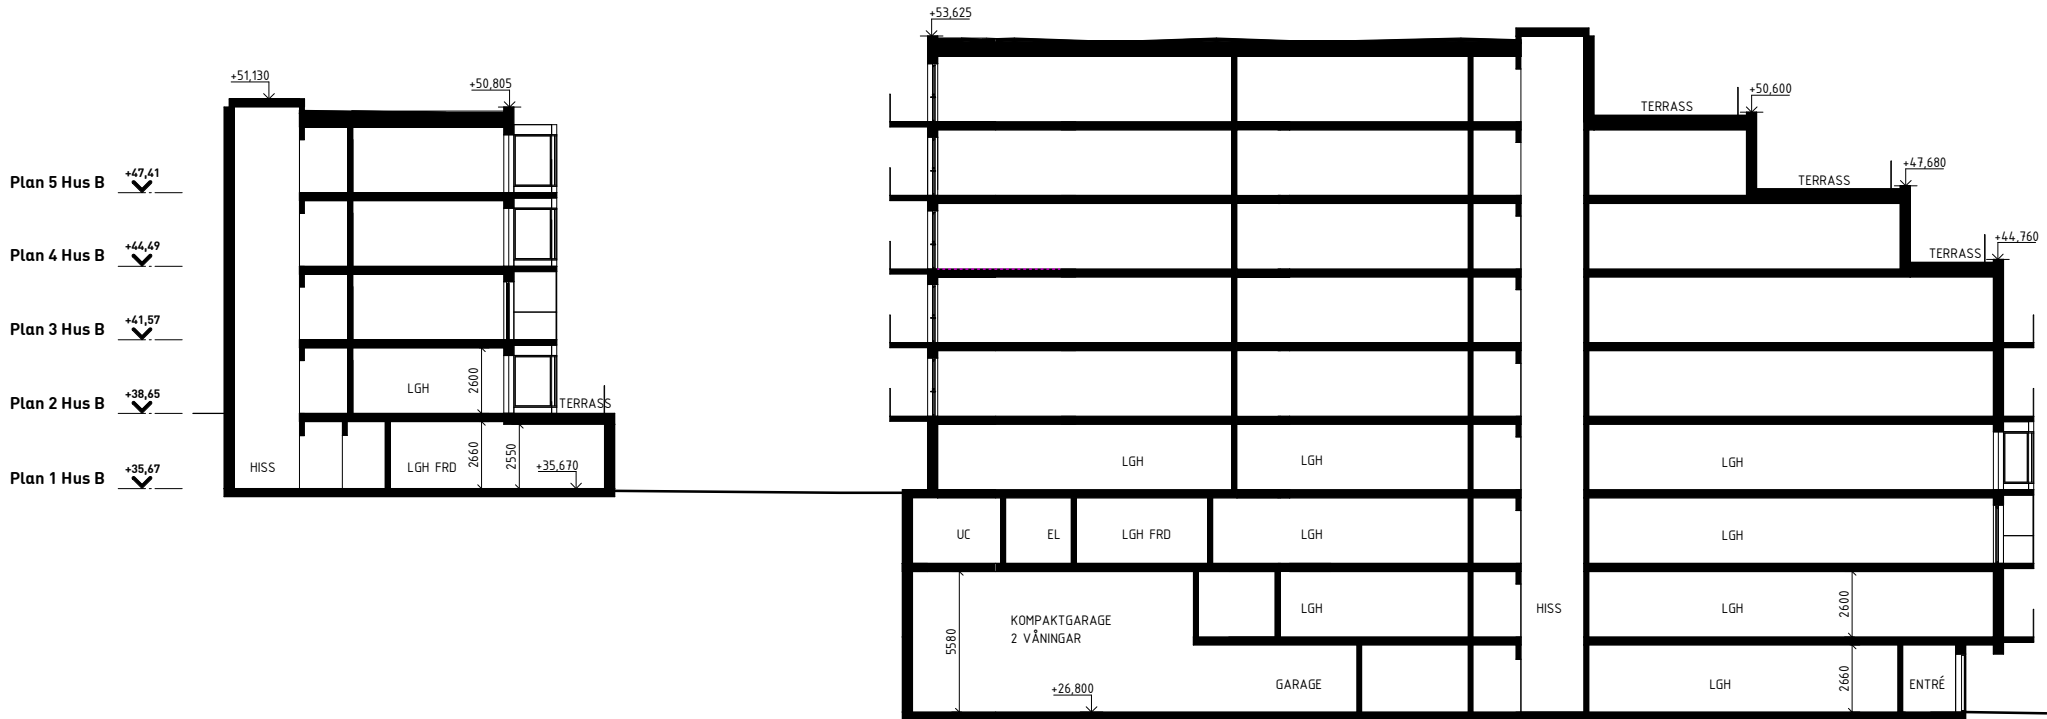 +53,625
+51,130
+50,805
+50,600
TERRASS
Plan 5 Hus B +47,41
+47,680
TERRASS
Plan 4 Hus B +44,49
+44,760
TERRASS
Plan 3 Hus B +41,57
Plan 2 Hus B +38,65
LGH
2600
TERRASS
Plan 1 Hus B +35,67
HISS
LGH FRD
2660
2550
+35,670
LGH
LGH
LGH
UC
EL
LGH FRD
LGH
LGH
KOMPAKTGARAGE
2 VÅNINGAR
5580
LGH
HISS
LGH
2600
+26,800
GARAGE
LGH
2660
ENTRÉ